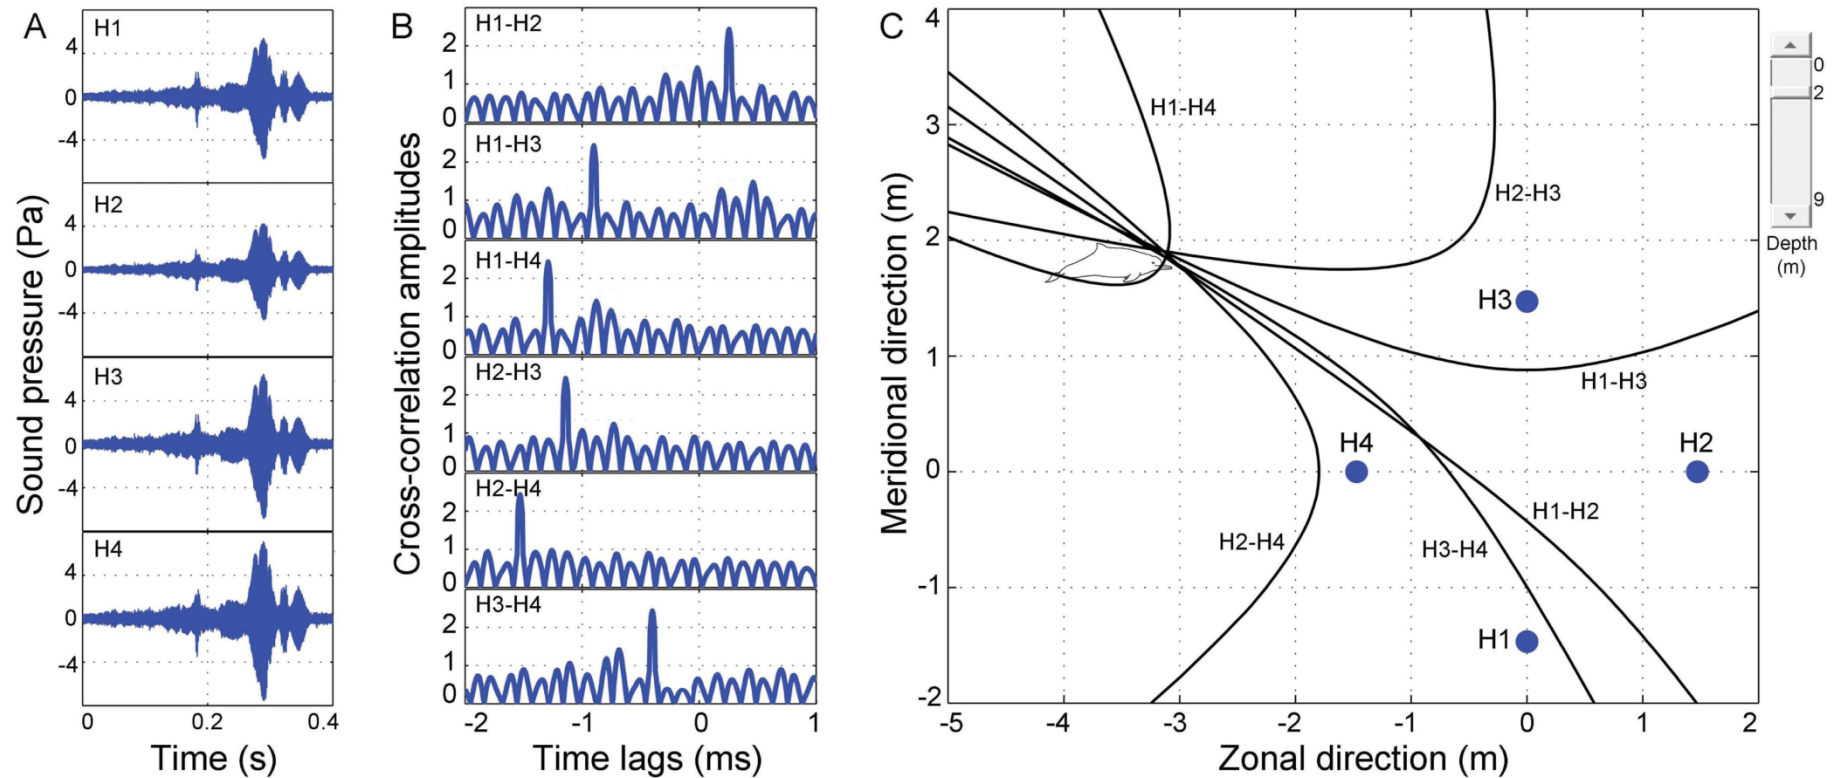 A
H1
4
0
-4
H2
4
0
-4
H3
4
0
-4
H4
4
0
-4
0
0.2
0.4
Time (s)
Sound pressure (Pa)
B
H1-H2
2
1
0
H1-H3
2
1
0
H1-H4
2
1
0
H2-H3
2
1
0
H2-H4
2
1
0
H3-H4
2
1
0
-2
-1
0
1
Time lags (ms)
Cross-correlation amplitudes
C
4
3
2
1
0
-1
-2
-5
-4
-3
-2
-1
0
1
2
Zonal direction (m)
Meridional direction (m)
H1-H4
H2-H3
H3
H1-H3
H4
H2
H1-H2
H2-H4
H3-H4
H1
0
2
9
Depth
(m)